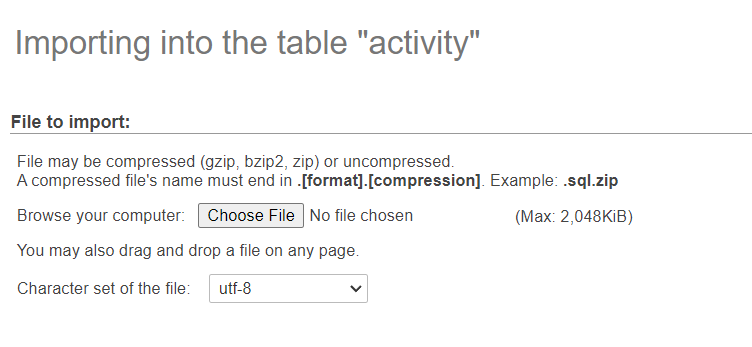 Importing into the table "activity"
File to import:
File may be compressed (gzip, bzip2, zip) or uncompressed.
A compressed file's name must end in .[format].[compression]. Example: .sql.zip
Browse your computer: Choose File No file chosen (Max: 2,048KiB)
You may also drag and drop a file on any page.
Character set of the file: utf-8